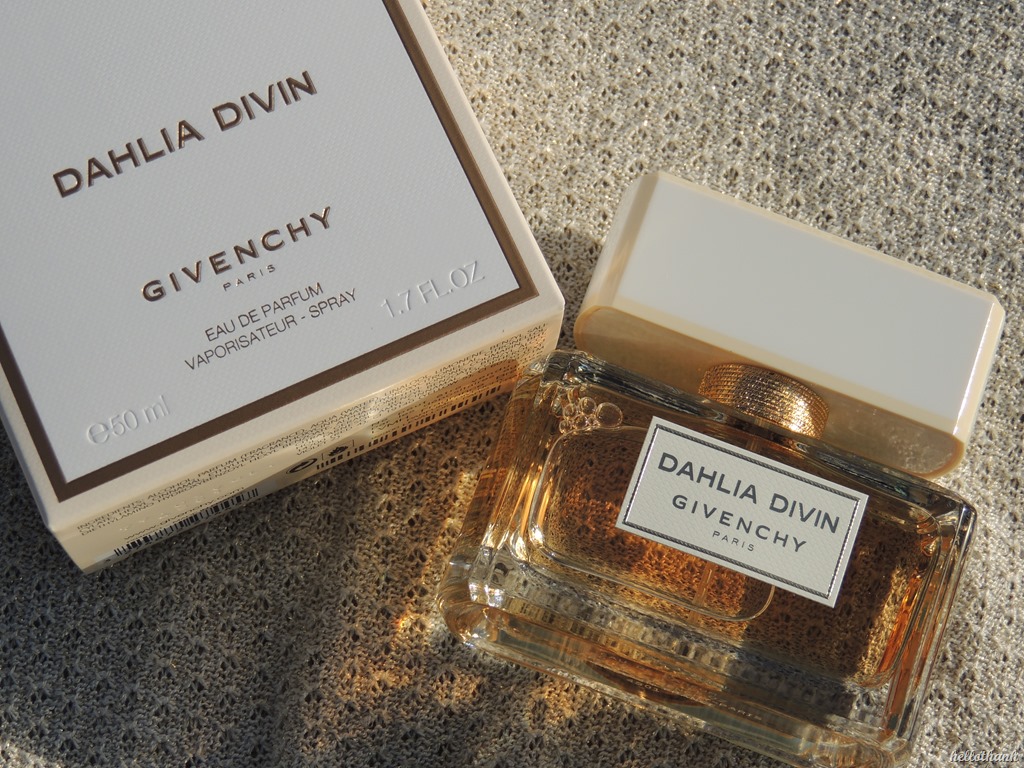 DAHLIA DIVIN
GIVENCHY
PARIS
EAU DE PARFUM
VAPORISATEUR - SPRAY
1.7 FL.OZ
e50 ml
DAHLIA DIVIN
GIVENCHY
PARIS
hellothanh